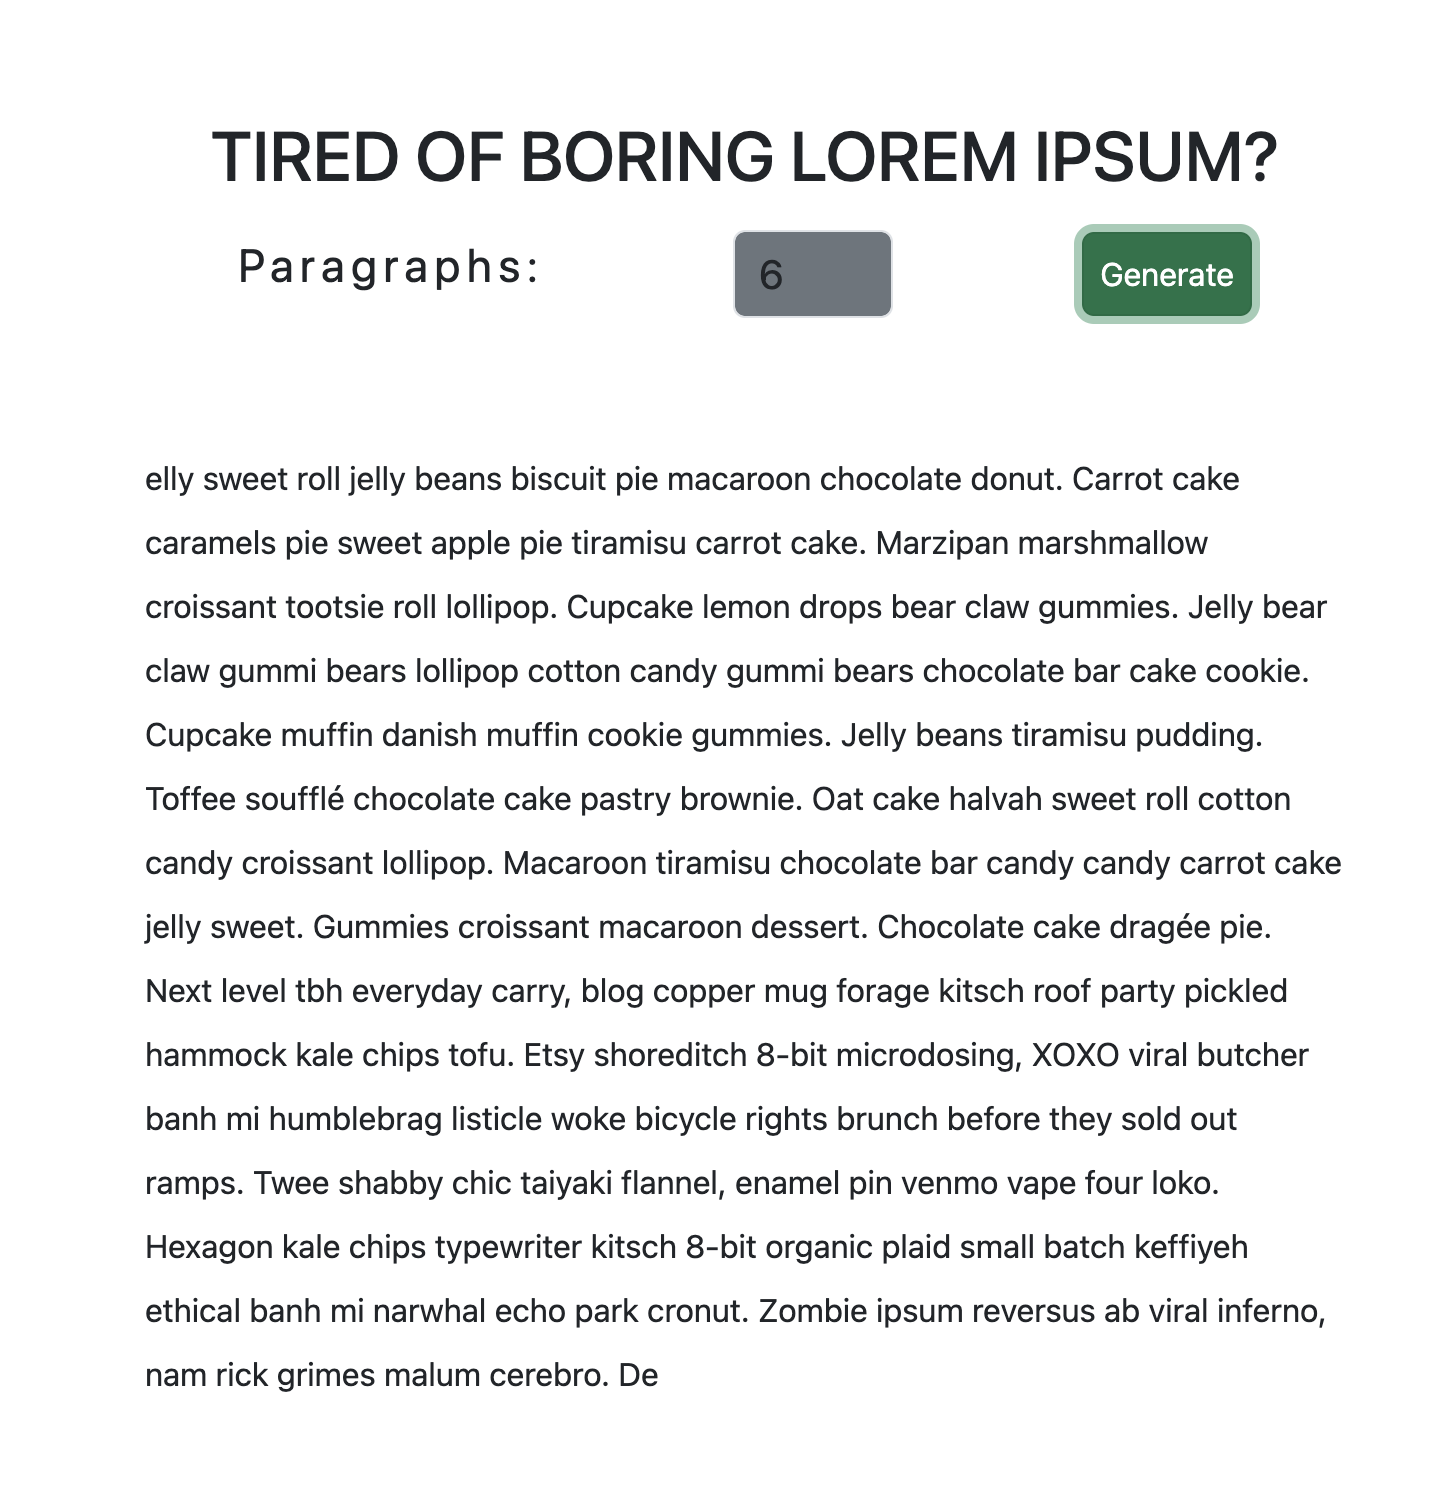 TIRED OF BORING LOREM IPSUM?
Paragraphs:
6
Generate
elly sweet roll jelly beans biscuit pie macaroon chocolate donut. Carrot cake
caramels pie sweet apple pie tiramisu carrot cake. Marzipan marshmallow
croissant tootsie roll lollipop. Cupcake lemon drops bear claw gummies. Jelly bear
claw gummi bears lollipop cotton candy gummi bears chocolate bar cake cookie.
Cupcake muffin danish muffin cookie gummies. Jelly beans tiramisu pudding.
Toffee soufflé chocolate cake pastry brownie. Oat cake halvah sweet roll cotton
candy croissant lollipop. Macaroon tiramisu chocolate bar candy candy carrot cake
jelly sweet. Gummies croissant macaroon dessert. Chocolate cake dragée pie.
Next level tbh everyday carry, blog copper mug forage kitsch roof party pickled
hammock kale chips tofu. Etsy shoreditch 8-bit microdosing, XOXO viral butcher
banh mi humblebrag listicle woke bicycle rights brunch before they sold out
ramps. Twee shabby chic taiyaki flannel, enamel pin venmo vape four loko.
Hexagon kale chips typewriter kitsch 8-bit organic plaid small batch keffiyeh
ethical banh mi narwhal echo park cronut. Zombie ipsum reversus ab viral inferno,
nam rick grimes malum cerebro. De